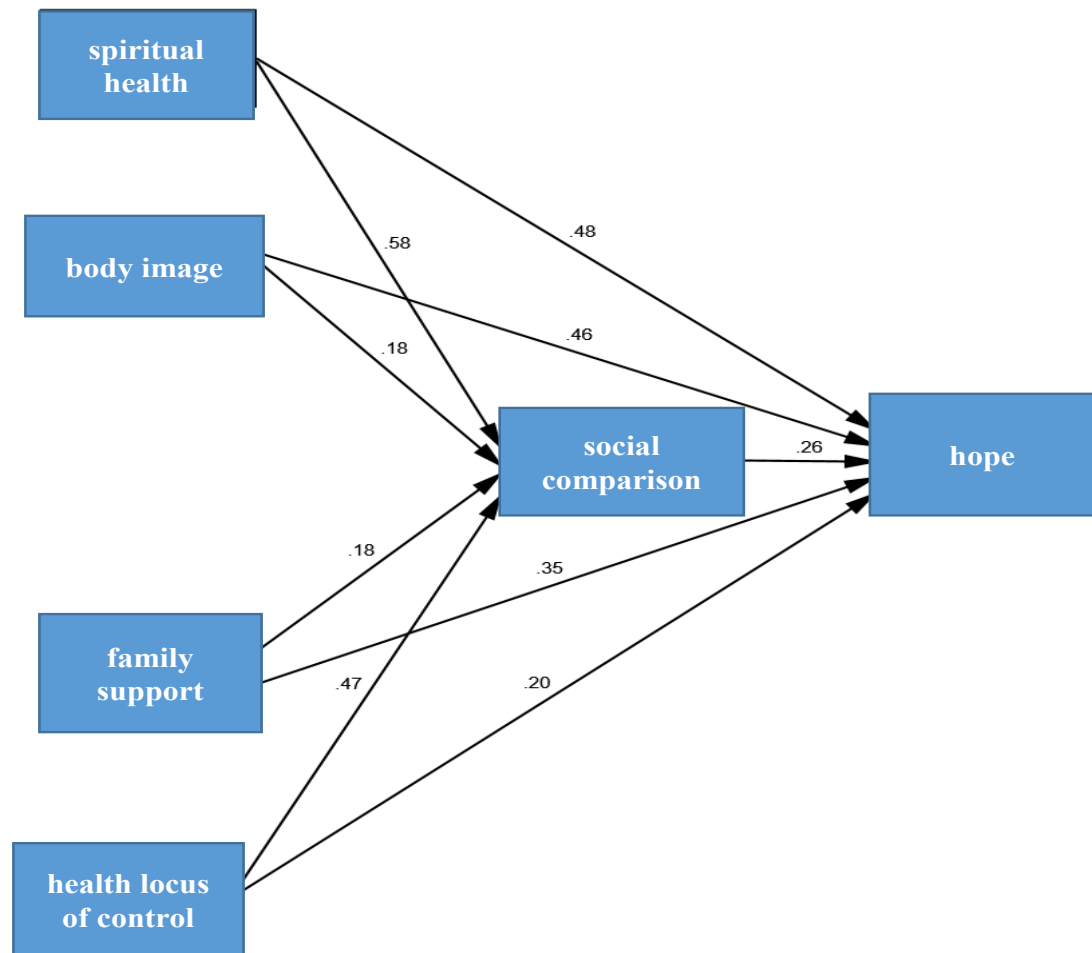 spiritual
health
.48
.58
body image
.46
.18
social
comparison
.26
hope
.18
.35
family
support
.47
.20
health locus
of control